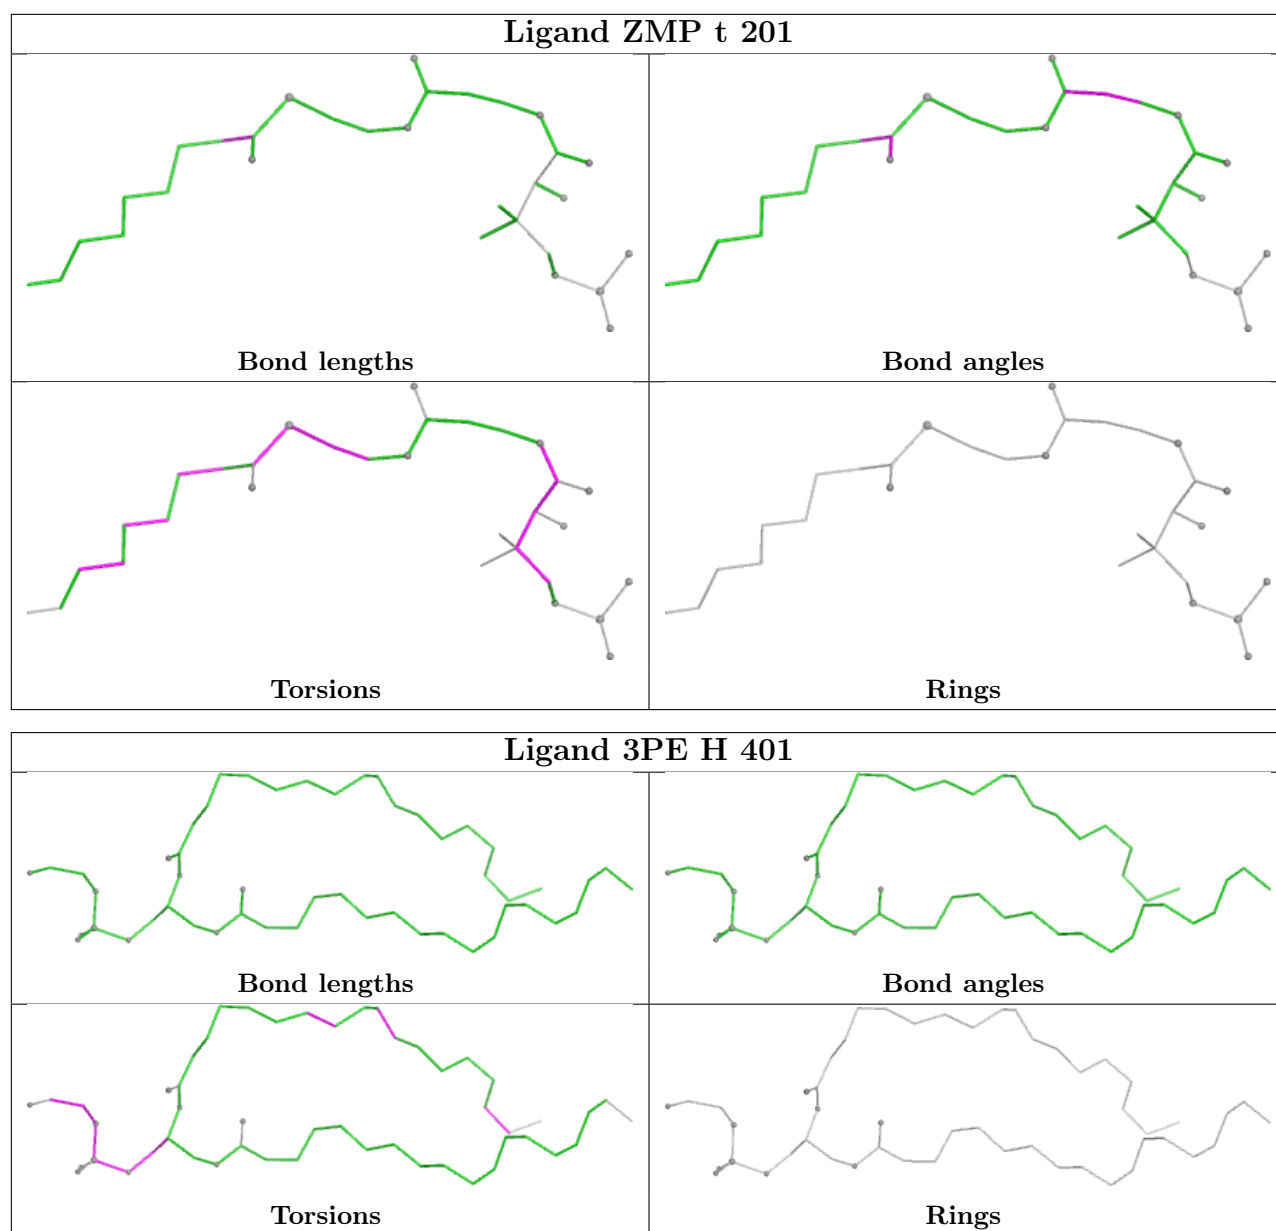 Ligand ZMP t 201
Bond lengths
Bond angles
Torsions
Rings
Ligand 3PE H 401
Bond lengths
Bond angles
Torsions
Rings